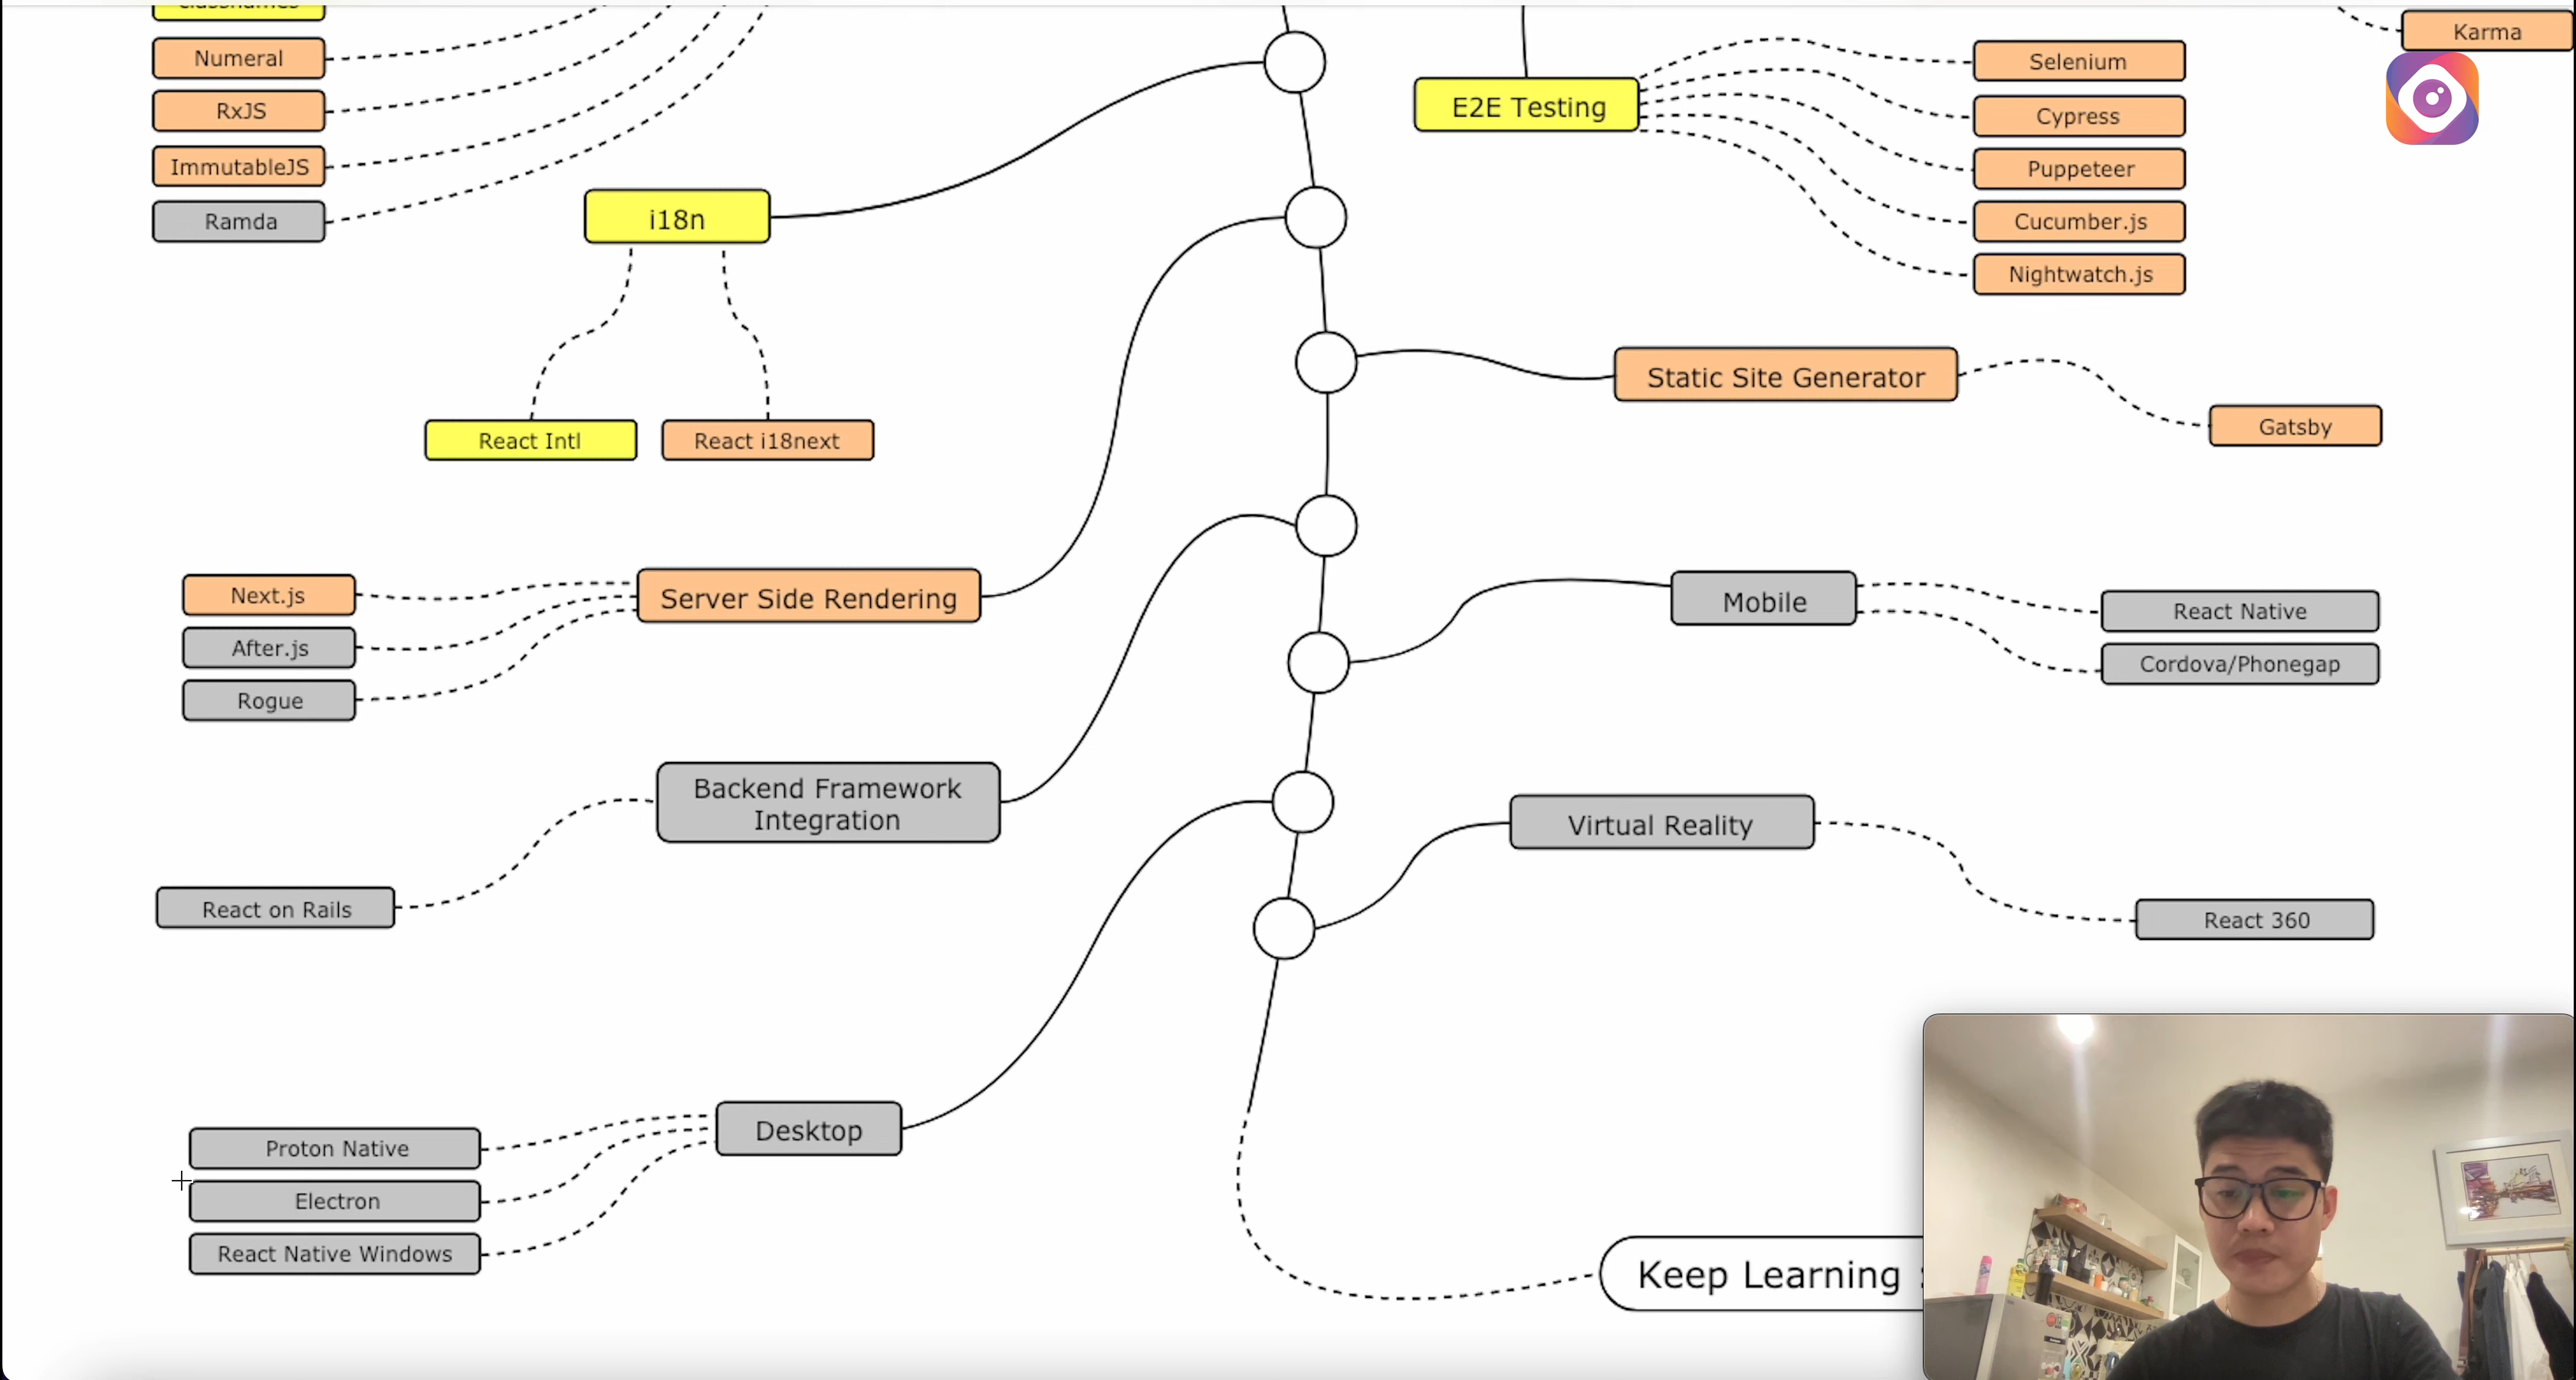 classnames
Numeral
RxJS
ImmutableJS
Ramda
i18n
React Intl
React i18next
E2E Testing
Selenium
Cypress
Puppeteer
Cucumber.js
Nightwatch.js
Karma
Static Site Generator
Gatsby
Next.js
After.js
Rogue
Server Side Rendering
Mobile
React Native
Cordova/Phonegap
Backend Framework
Integration
React on Rails
Virtual Reality
React 360
Desktop
Proton Native
Electron
React Native Windows
Keep Learning :